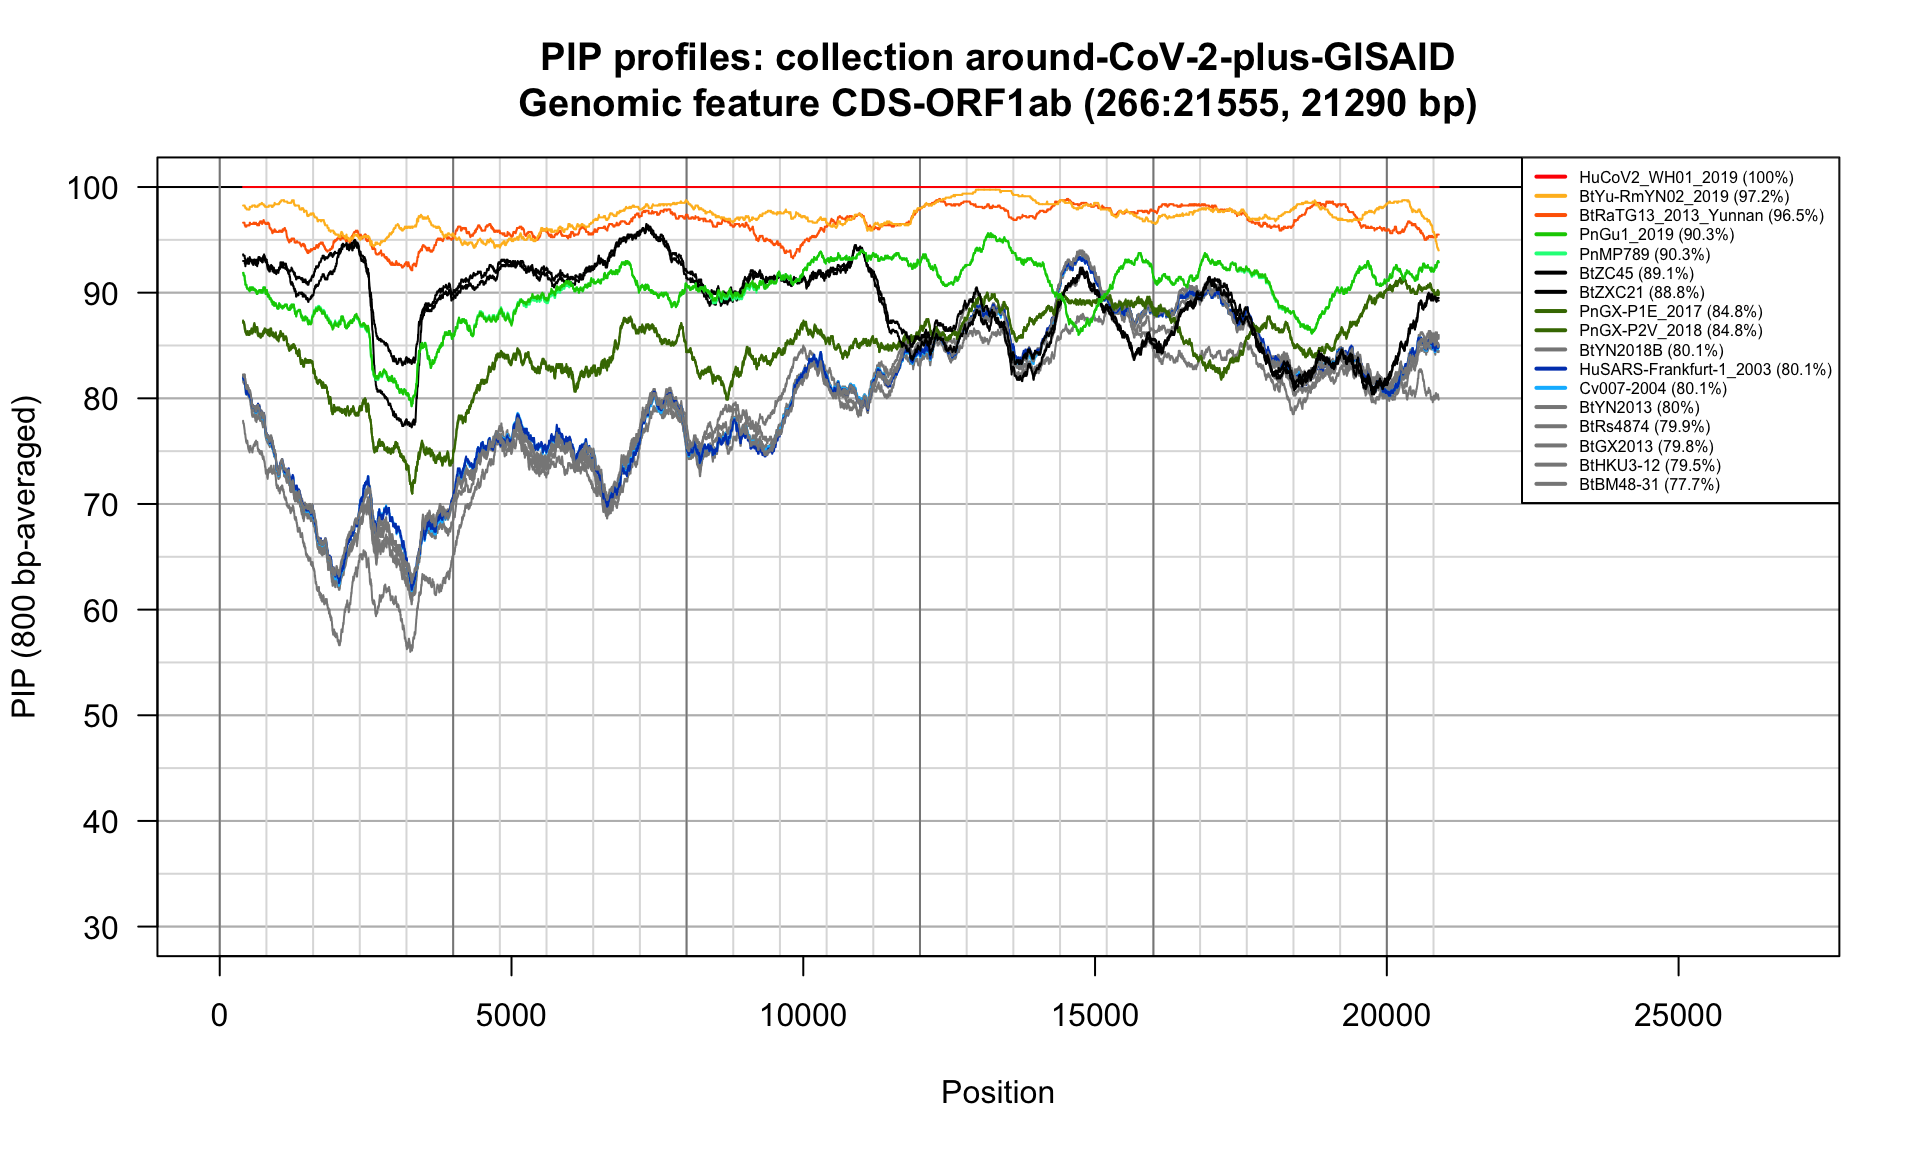 PIP profiles: collection around-CoV-2-plus-GISAID
Genomic feature CDS-ORF1ab (266:21555, 21290 bp)
PIP (800 bp-averaged)
100
90
80
70
60
50
40
30
HuCoV2_WH01_2019 (100%)
BtYu-RmYN02_2019 (97.2%)
BtRaTG13_2013_Yunnan (96.5%)
PnGu1_2019 (90.3%)
PnMP789 (90.3%)
BtZC45 (89.1%)
BtZXC21 (88.8%)
PnGX-P1E_2017 (84.8%)
PnGX-P2V_2018 (84.8%)
BtYN2018B (80.1%)
HuSARS-Frankfurt-1_2003 (80.1%)
Cv007-2004 (80.1%)
BtYN2013 (80%)
BtRs4874 (79.9%)
BtGX2013 (79.8%)
BtHKU3-12 (79.5%)
BtBM48-31 (77.7%)
0 5000 10000 15000 20000 25000
Position